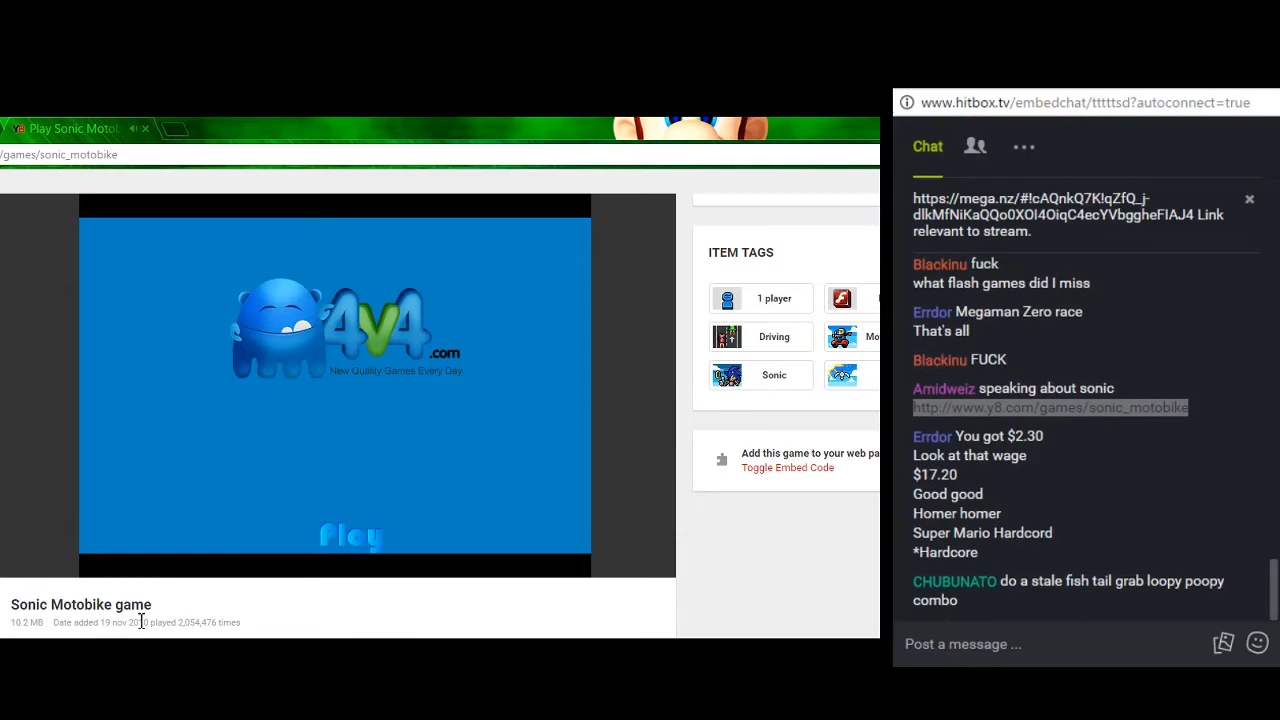 Play Sonic Motob
/games/sonic_motobike
4v4
.com
New Quality Games Every Day
Play
Sonic Motobike game
10.2 MB Date added 19 nov 2010 played 2,054,476 times
ITEM TAGS
1 player
Driving
Mo
Sonic
Add this game to your web pa
Toggle Embed Code
www.hitbox.tv/embedchat/tttttsd?autoconnect=true
Chat
https://mega.nz/#!cAQnkQ7K!qZfQ_j-
dlkMfNiKaQQo0XOI4OiqC4ecYVbggheFIAJ4 Link
relevant to stream.
Blackinu fuck
what flash games did I miss
Errdor Megaman Zero race
That's all
Blackinu FUCK
Amidweiz speaking about sonic
http://www.y8.com/games/sonic_motobike
Errdor You got $2.30
Look at that wage
$17.20
Good good
Homer homer
Super Mario Hardcord
*Hardcore
CHUBUNATO do a stale fish tail grab loopy poopy
combo
Post a message ...